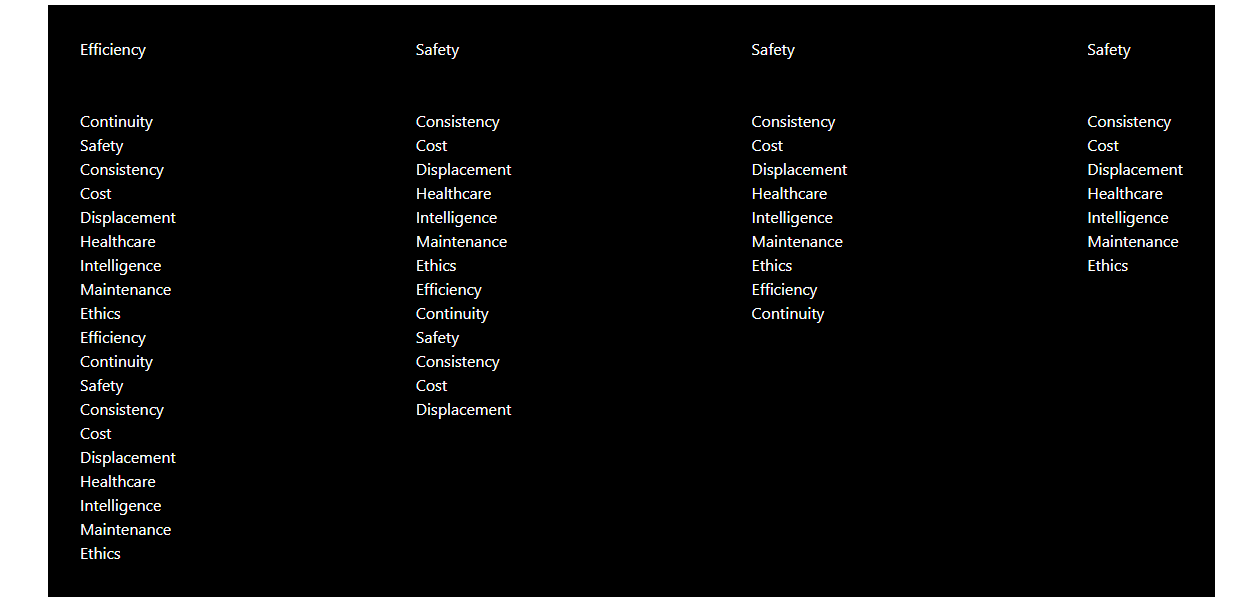 Efficiency
Continuity
Safety
Consistency
Cost
Displacement
Healthcare
Intelligence
Maintenance
Ethics
Efficiency
Continuity
Safety
Consistency
Cost
Displacement
Healthcare
Intelligence
Maintenance
Ethics
Safety
Consistency
Cost
Displacement
Healthcare
Intelligence
Maintenance
Ethics
Efficiency
Continuity
Safety
Consistency
Cost
Displacement
Safety
Consistency
Cost
Displacement
Healthcare
Intelligence
Maintenance
Ethics
Efficiency
Continuity
Safety
Consistency
Cost
Displacement
Healthcare
Intelligence
Maintenance
Ethics